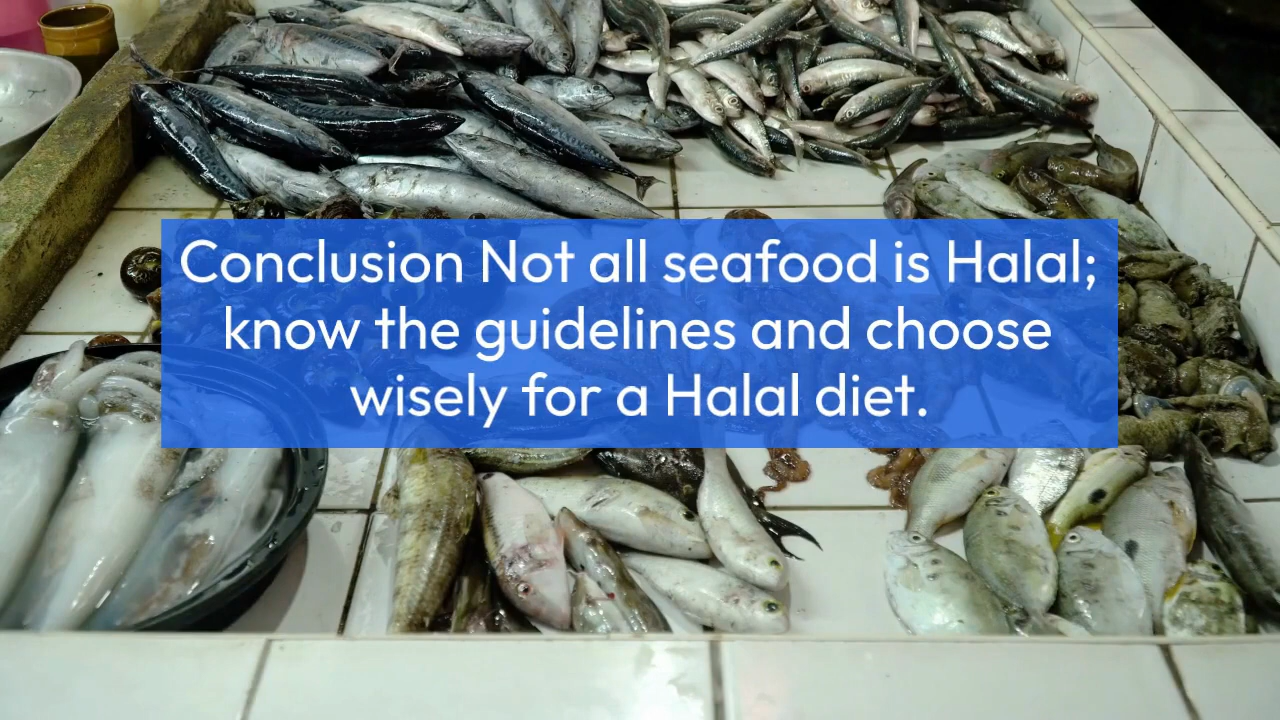 Conclusion Not all seafood is Halal;
know the guidelines and choose
wisely for a Halal diet.